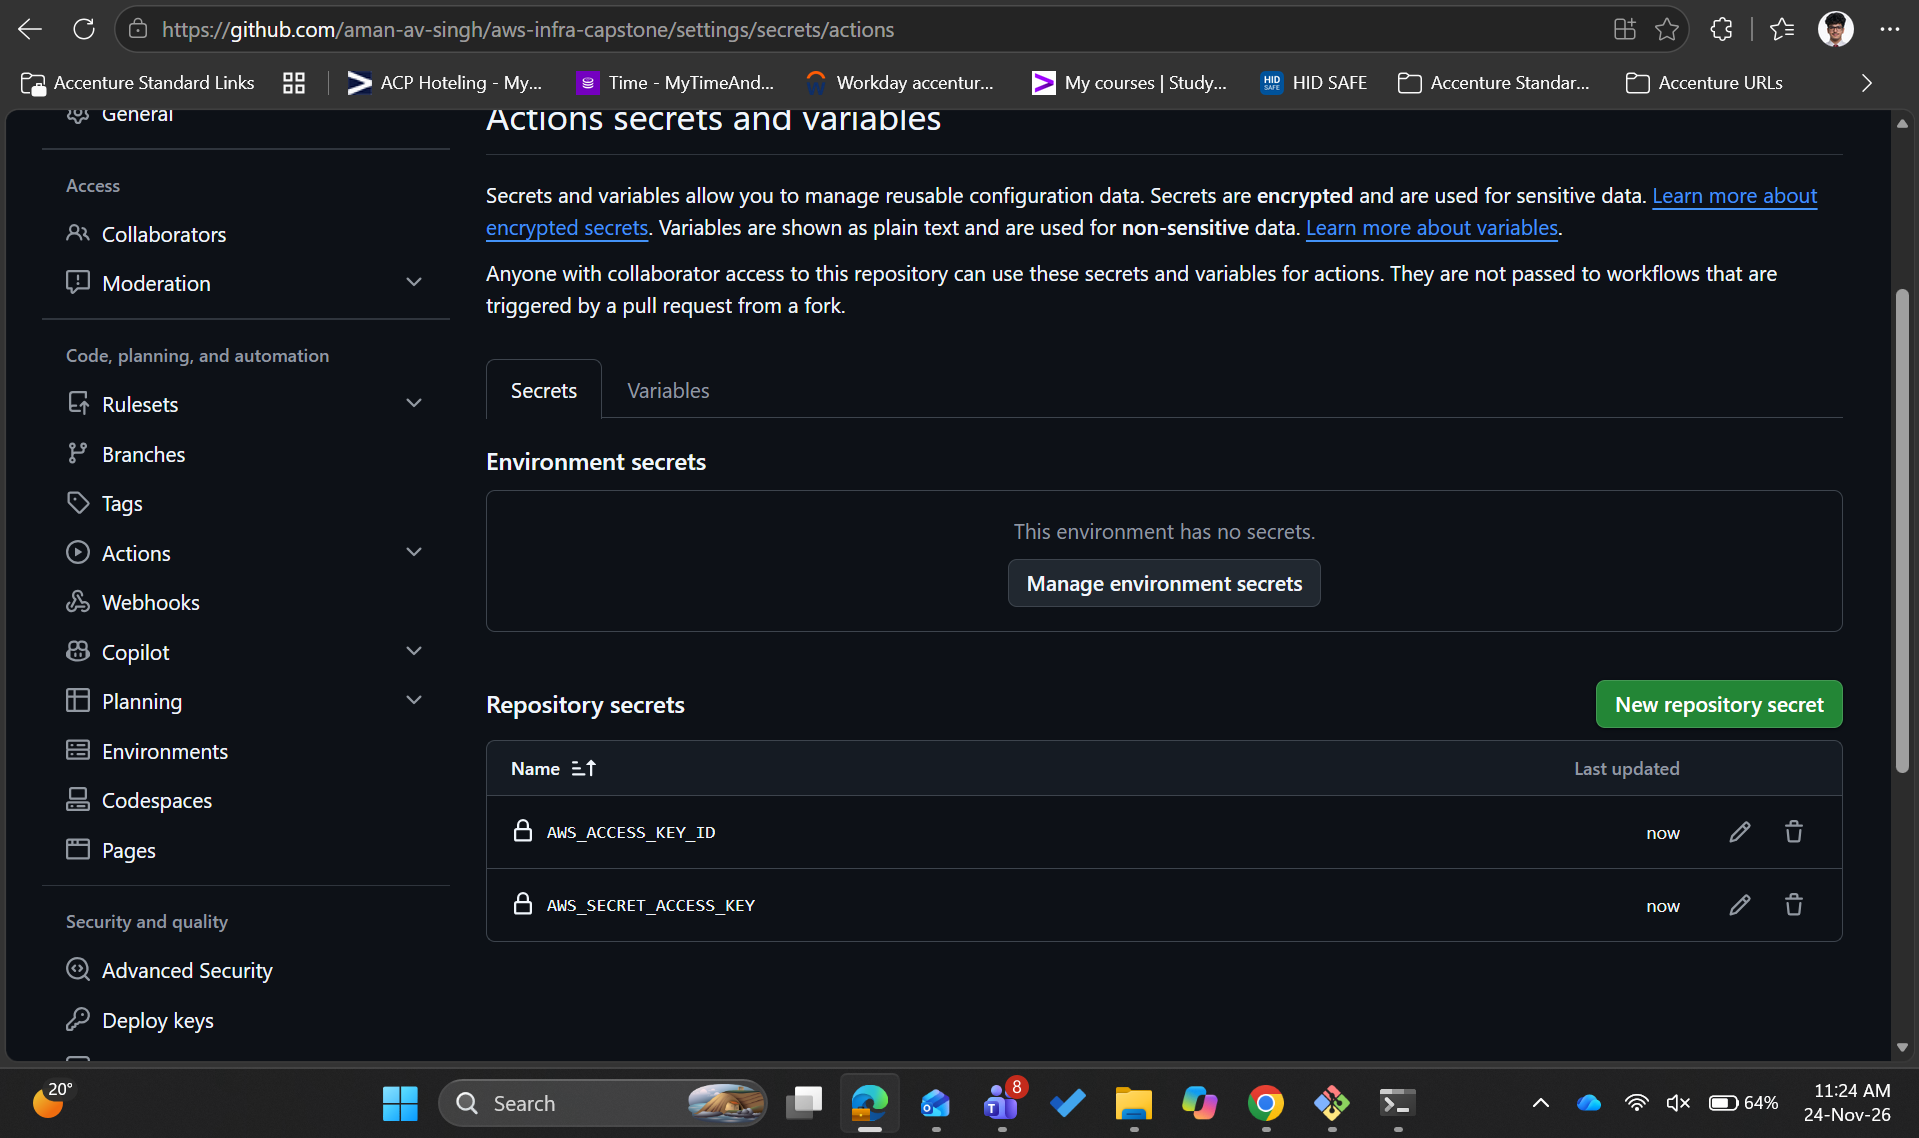 https://github.com/aman-av-singh/aws-infra-capstone/settings/secrets/actions
Accenture Standard Links
ACP Hoteling - My...
Time - MyTimeAnd...
Workday accentur...
My courses | Study...
HID SAFE
HID SAFE
Accenture Standar...
Accenture URLs
General
Access
Collaborators
Moderation
Code, planning, and automation
Rulesets
Branches
Tags
Actions
Webhooks
Copilot
Planning
Environments
Codespaces
Pages
Security and quality
Advanced Security
Deploy keys
Actions secrets and variables
Secrets and variables allow you to manage reusable configuration data. Secrets are encrypted and are used for sensitive data. Learn more about
encrypted secrets. Variables are shown as plain text and are used for non-sensitive data. Learn more about variables.
Anyone with collaborator access to this repository can use these secrets and variables for actions. They are not passed to workflows that are
triggered by a pull request from a fork.
Secrets
Variables
Environment secrets
This environment has no secrets.
Manage environment secrets
Repository secrets
New repository secret
Name
Last updated
AWS_ACCESS_KEY_ID
now
AWS_SECRET_ACCESS_KEY
now
20°
Search
8
64%
11:24 AM
24-Nov-26